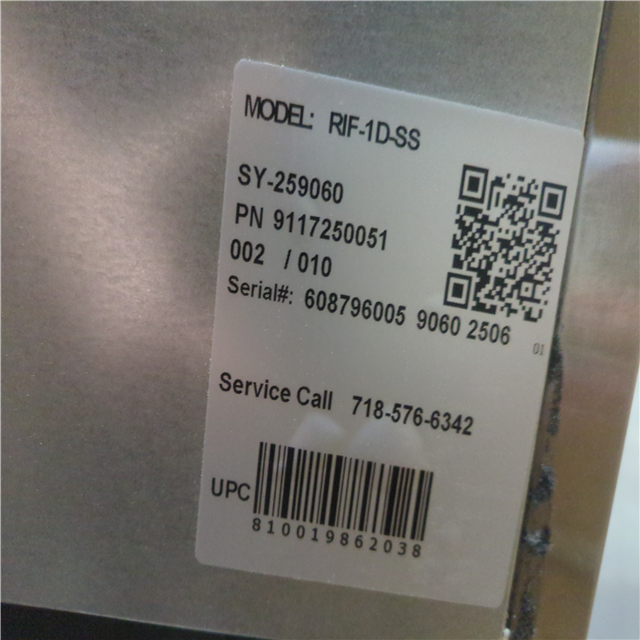 MODEL: RIF-1D-SS
SY-259060
PN 9117250051
002 / 010
Serial#: 608796005 9060 2506
01
Service Call 718-576-6342
UPC
810019862038